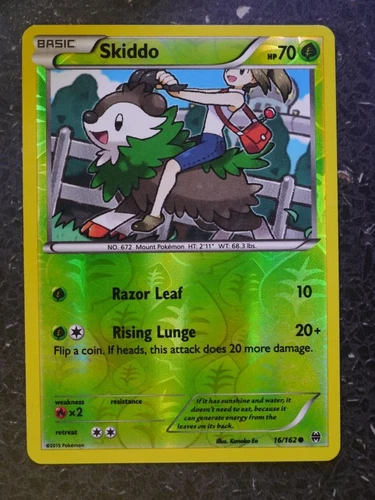 BASIC Skiddo HP 70
NO. 672 Mount Pokémon HT: 2'11" WT: 68.3 lbs.
Razor Leaf 10
Rising Lunge 20+
Flip a coin. If heads, this attack does 20 more damage.
weakness resistance
x2
retreat
If it has sunshine and water, it
doesn't need to eat, because it
can generate energy from the
leaves on its back.
©2015 Pokémon
Illus. Kanako Eo 16/162